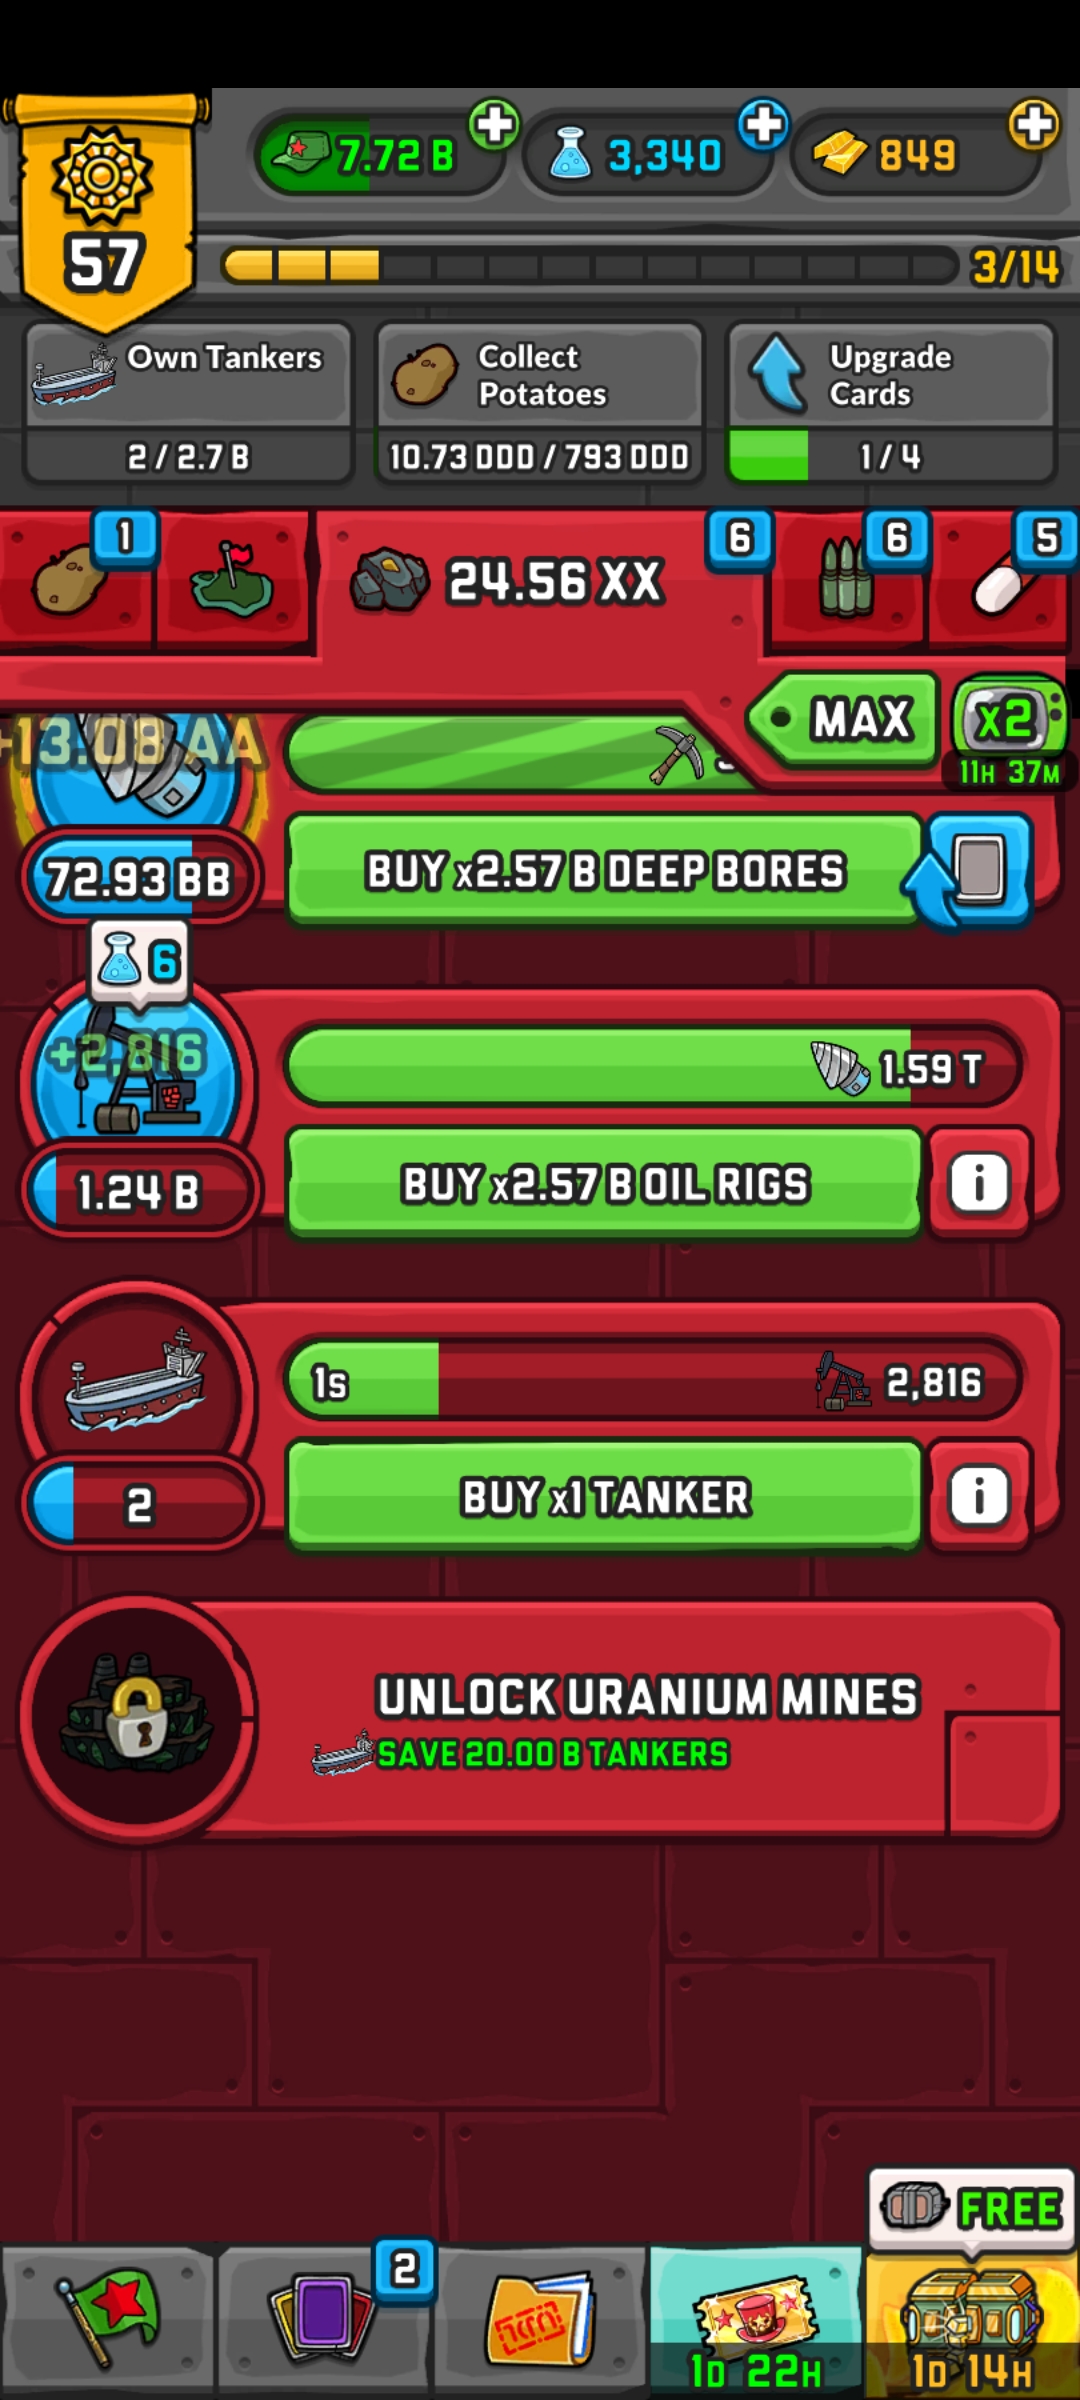 7.72 B
3,340
849
57
3/14
Own Tankers
2 / 2.7 B
Collect
Potatoes
10.73 DDD / 793 DDD
Upgrade
Cards
1 / 4
1
24.56 XX
6
6
5
MAX
x2
11H 37M
+13.08 AA
72.93 BB
BUY x2.57 B DEEP BORES
6
+2,816
1.59 T
1.24 B
BUY x2.57 B OIL RIGS
i
1s
2,816
2
BUY x1 TANKER
i
UNLOCK URANIUM MINES
SAVE 20.00 B TANKERS
FREE
2
1D 22H
1D 14H